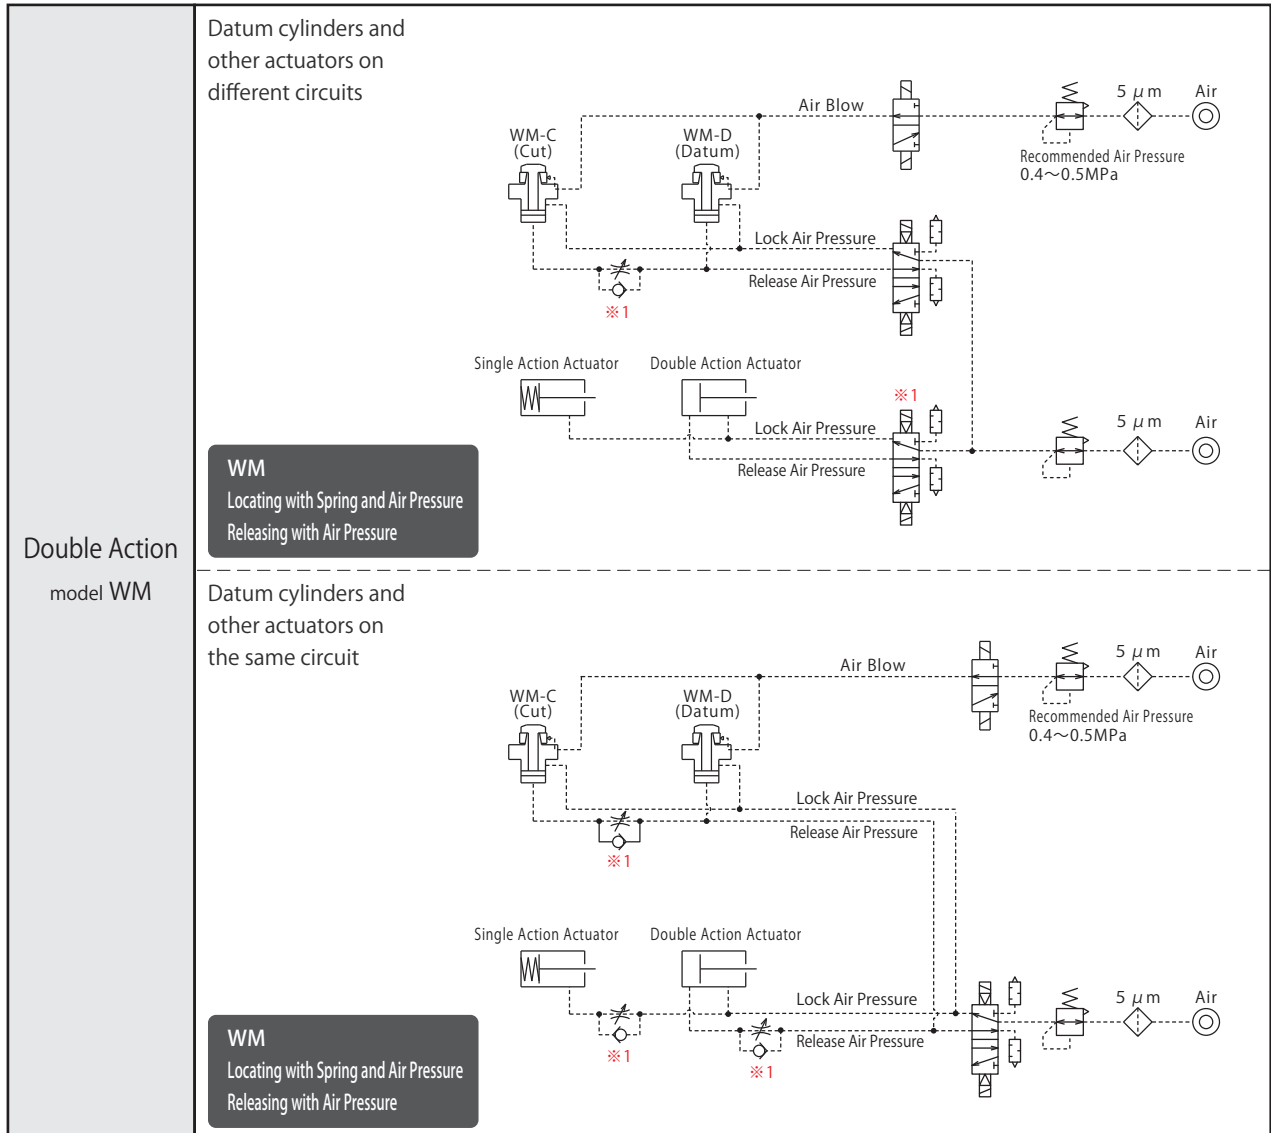 Double Action
model WM
Datum cylinders and
other actuators on
different circuits
Air Blow
5 μm
Air
WM-C
(Cut)
WM-D
(Datum)
Recommended Air Pressure
0.4～0.5MPa
Lock Air Pressure
Release Air Pressure
※1
Single Action Actuator
Double Action Actuator
※1
Lock Air Pressure
Release Air Pressure
5 μm
Air
WM
Locating with Spring and Air Pressure
Releasing with Air Pressure
Datum cylinders and
other actuators on
the same circuit
Air Blow
5 μm
Air
WM-C
(Cut)
WM-D
(Datum)
Recommended Air Pressure
0.4～0.5MPa
Lock Air Pressure
Release Air Pressure
※1
Single Action Actuator
Double Action Actuator
Lock Air Pressure
Release Air Pressure
※1
※1
5 μm
Air
WM
Locating with Spring and Air Pressure
Releasing with Air Pressure